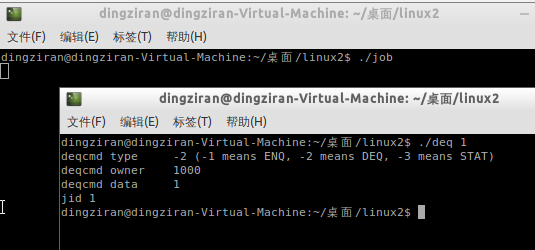 dingziran@dingziran-Virtual-Machine: ~/桌面/linux2
文件(F) 编辑(E) 标签(T) 帮助(H)
dingziran@dingziran-Virtual-Machine:~/桌面/linux2$ ./job
dingziran@dingziran-Virtual-Machine: ~/桌面/linux2
文件(F) 编辑(E) 标签(T) 帮助(H)
dingziran@dingziran-Virtual-Machine:~/桌面/linux2$ ./deq 1
deqcmd type -2 (-1 means ENQ, -2 means DEQ, -3 means STAT)
deqcmd owner 1000
deqcmd data 1
jid 1
dingziran@dingziran-Virtual-Machine:~/桌面/linux2$